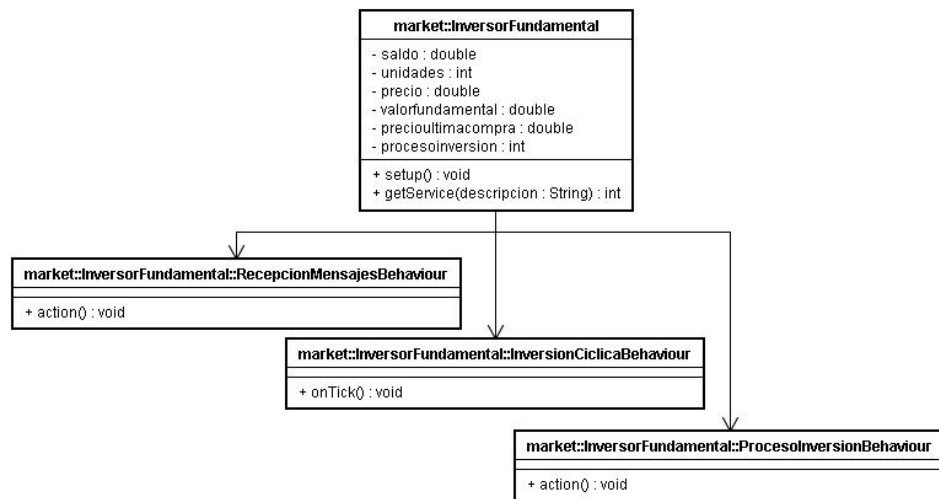 market::InversorFundamental
- saldo : double
- unidades : int
- precio : double
- valorfundamental : double
- precioultimacompra : double
- procesoinversion : int
+ setup() : void
+ getService(descripcion : String) : int
market::InversorFundamental::RecepcionMensajesBehaviour
+ action() : void
market::InversorFundamental::InversionCiclicaBehaviour
+ onTick() : void
market::InversorFundamental::ProcesoInversionBehaviour
+ action() : void